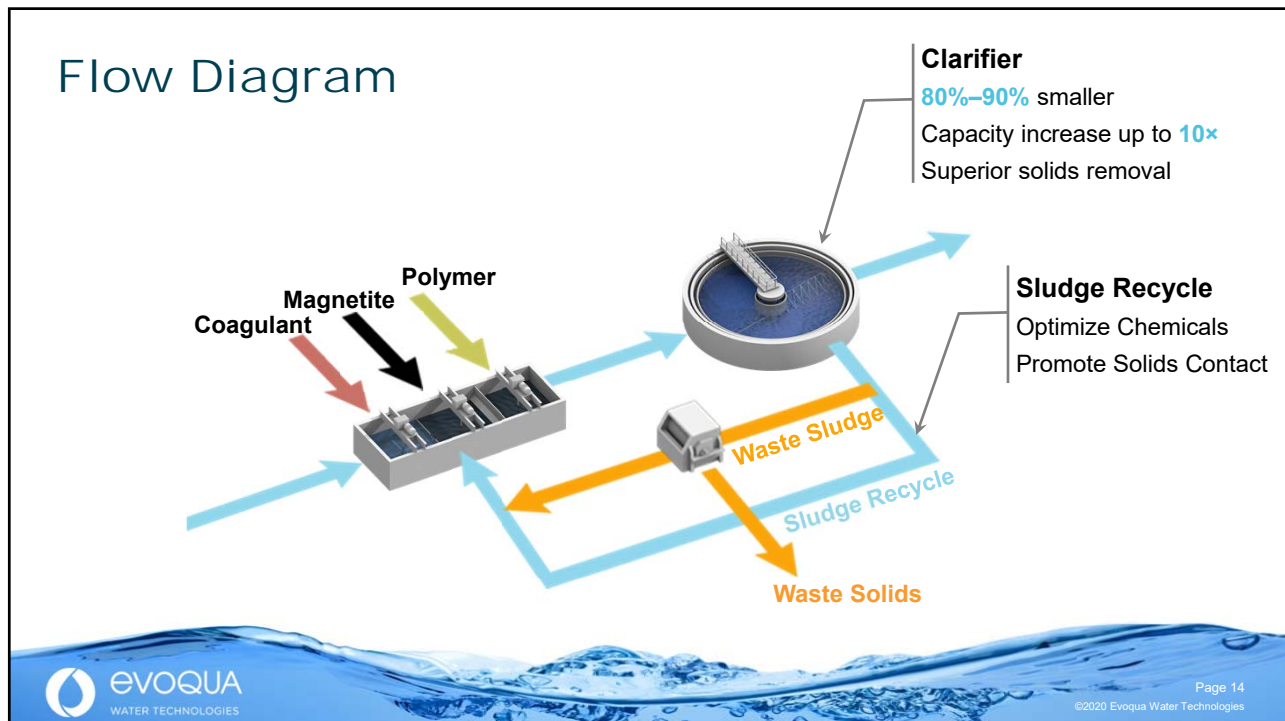 Flow Diagram
Clarifier
80%–90% smaller
Capacity increase up to 10×
Superior solids removal
Polymer
Magnetite
Coagulant
Sludge Recycle
Optimize Chemicals
Promote Solids Contact
Waste Sludge
Sludge Recycle
Waste Solids
evoqua
WATER TECHNOLOGIES
Page 14
©2020 Evoqua Water Technologies